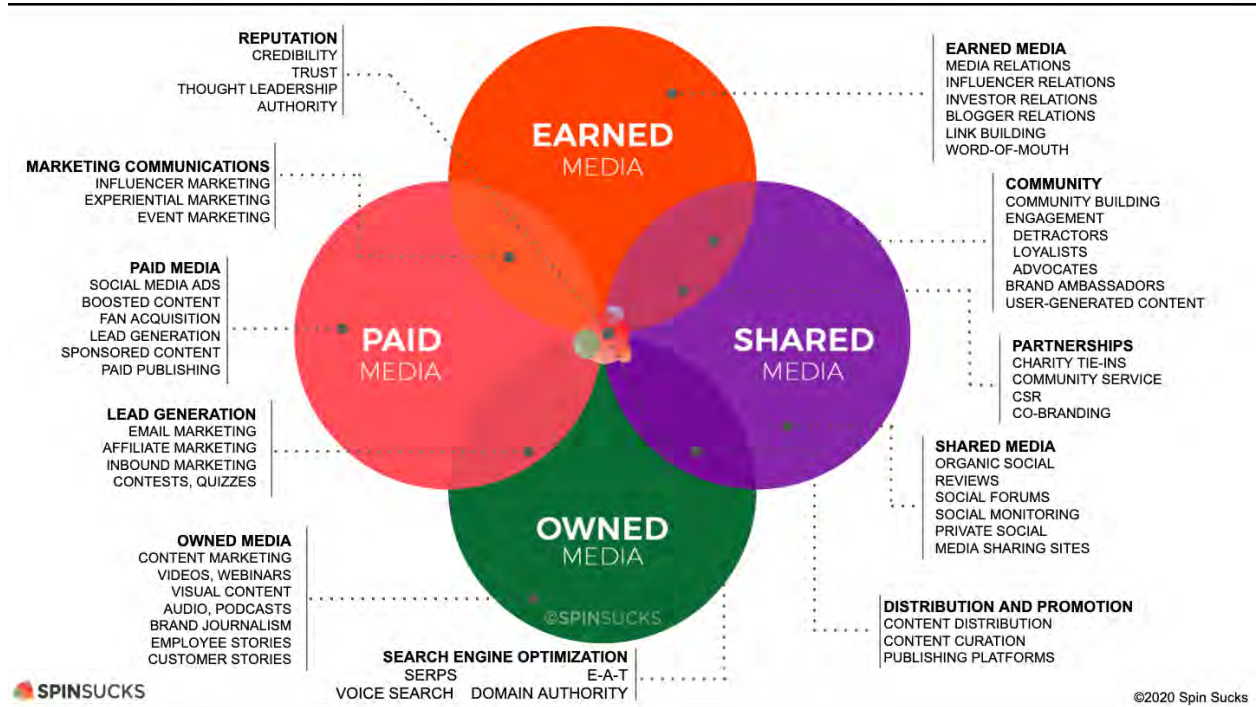 REPUTATION
CREDIBILITY
TRUST
THOUGHT LEADERSHIP
AUTHORITY
MARKETING COMMUNICATIONS
INFLUENCER MARKETING
EXPERIENTIAL MARKETING
EVENT MARKETING
PAID MEDIA
SOCIAL MEDIA ADS
BOOSTED CONTENT
FAN ACQUISITION
LEAD GENERATION
SPONSORED CONTENT
PAID PUBLISHING
LEAD GENERATION
EMAIL MARKETING
AFFILIATE MARKETING
INBOUND MARKETING
CONTESTS, QUIZZES
OWNED MEDIA
CONTENT MARKETING
VIDEOS, WEBINARS
VISUAL CONTENT
AUDIO, PODCASTS
BRAND JOURNALISM
EMPLOYEE STORIES
CUSTOMER STORIES
EARNED
MEDIA
PAID
MEDIA
SHARED
MEDIA
OWNED
MEDIA
©SPINSUCKS
SEARCH ENGINE OPTIMIZATION
SERPS E-A-T
VOICE SEARCH DOMAIN AUTHORITY
EARNED MEDIA
MEDIA RELATIONS
INFLUENCER RELATIONS
INVESTOR RELATIONS
BLOGGER RELATIONS
LINK BUILDING
WORD-OF-MOUTH
COMMUNITY
COMMUNITY BUILDING
ENGAGEMENT
DETRACTORS
LOYALISTS
ADVOCATES
BRAND AMBASSADORS
USER-GENERATED CONTENT
PARTNERSHIPS
CHARITY TIE-INS
COMMUNITY SERVICE
CSR
CO-BRANDING
SHARED MEDIA
ORGANIC SOCIAL
REVIEWS
SOCIAL FORUMS
SOCIAL MONITORING
PRIVATE SOCIAL
MEDIA SHARING SITES
DISTRIBUTION AND PROMOTION
CONTENT DISTRIBUTION
CONTENT CURATION
PUBLISHING PLATFORMS
SPINSUCKS
©2020 Spin Sucks